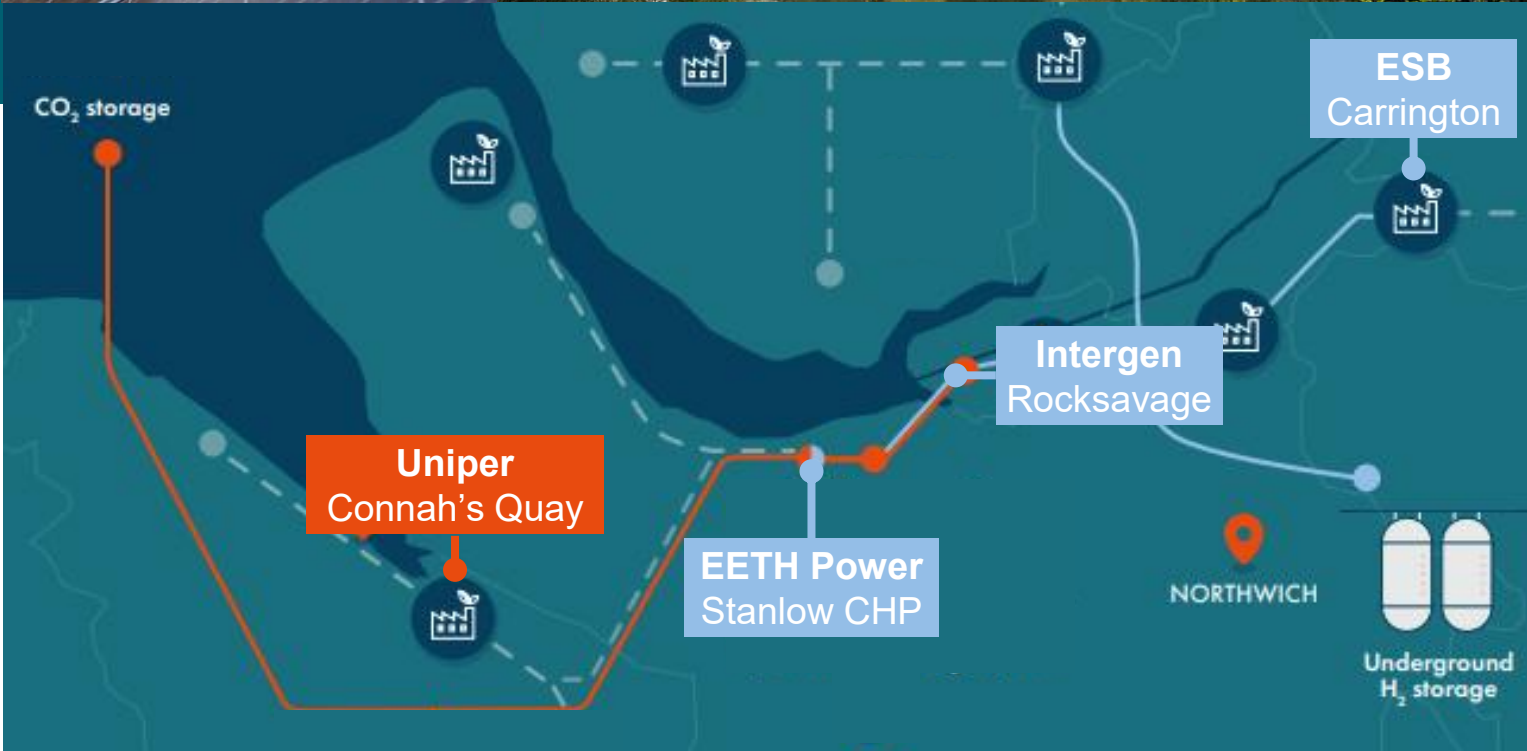 CO₂ storage
ESB
Carrington
Intergen
Rocksavage
Uniper
Connah’s Quay
EETH Power
Stanlow CHP
NORTHWICH
Underground
H₂ storage